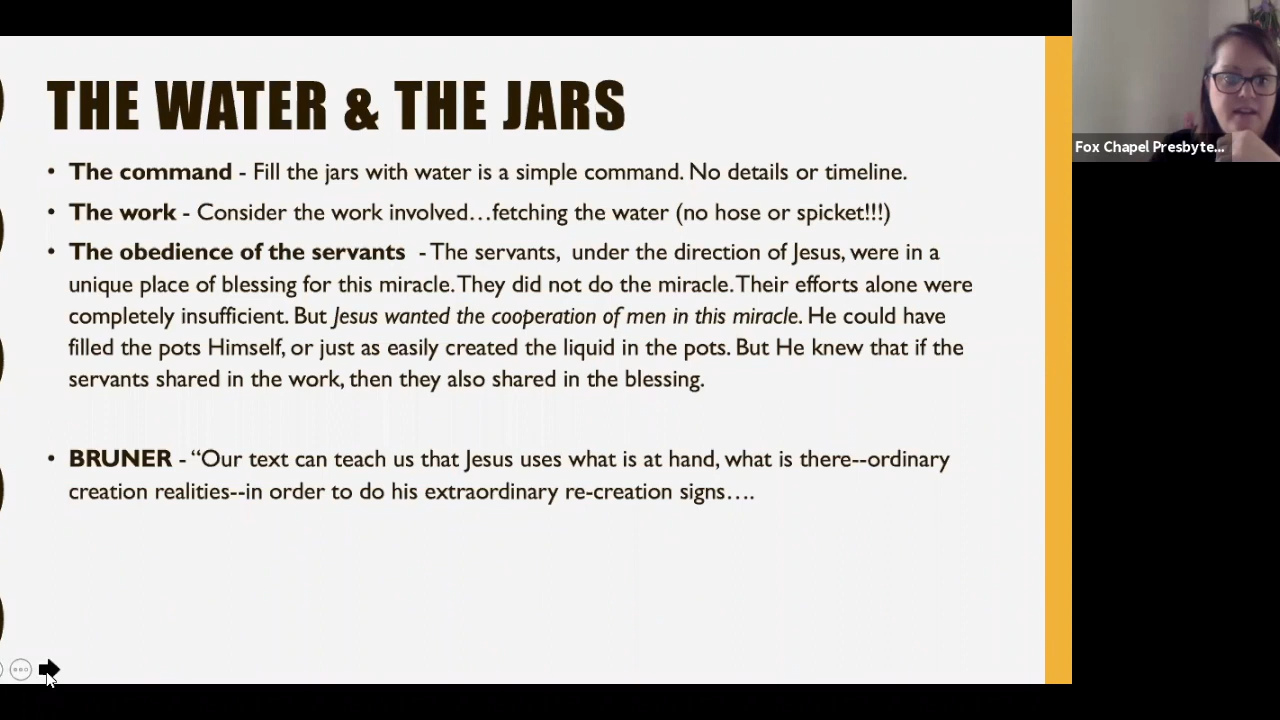 THE WATER & THE JARS
• The command - Fill the jars with water is a simple command. No details or timeline.
• The work - Consider the work involved…fetching the water (no hose or spicket!!!)
• The obedience of the servants - The servants, under the direction of Jesus, were in a
unique place of blessing for this miracle. They did not do the miracle. Their efforts alone were
completely insufficient. But Jesus wanted the cooperation of men in this miracle. He could have
filled the pots Himself, or just as easily created the liquid in the pots. But He knew that if the
servants shared in the work, then they also shared in the blessing.
• BRUNER - “Our text can teach us that Jesus uses what is at hand, what is there--ordinary
creation realities--in order to do his extraordinary re-creation signs….
Fox Chapel Presbyte...